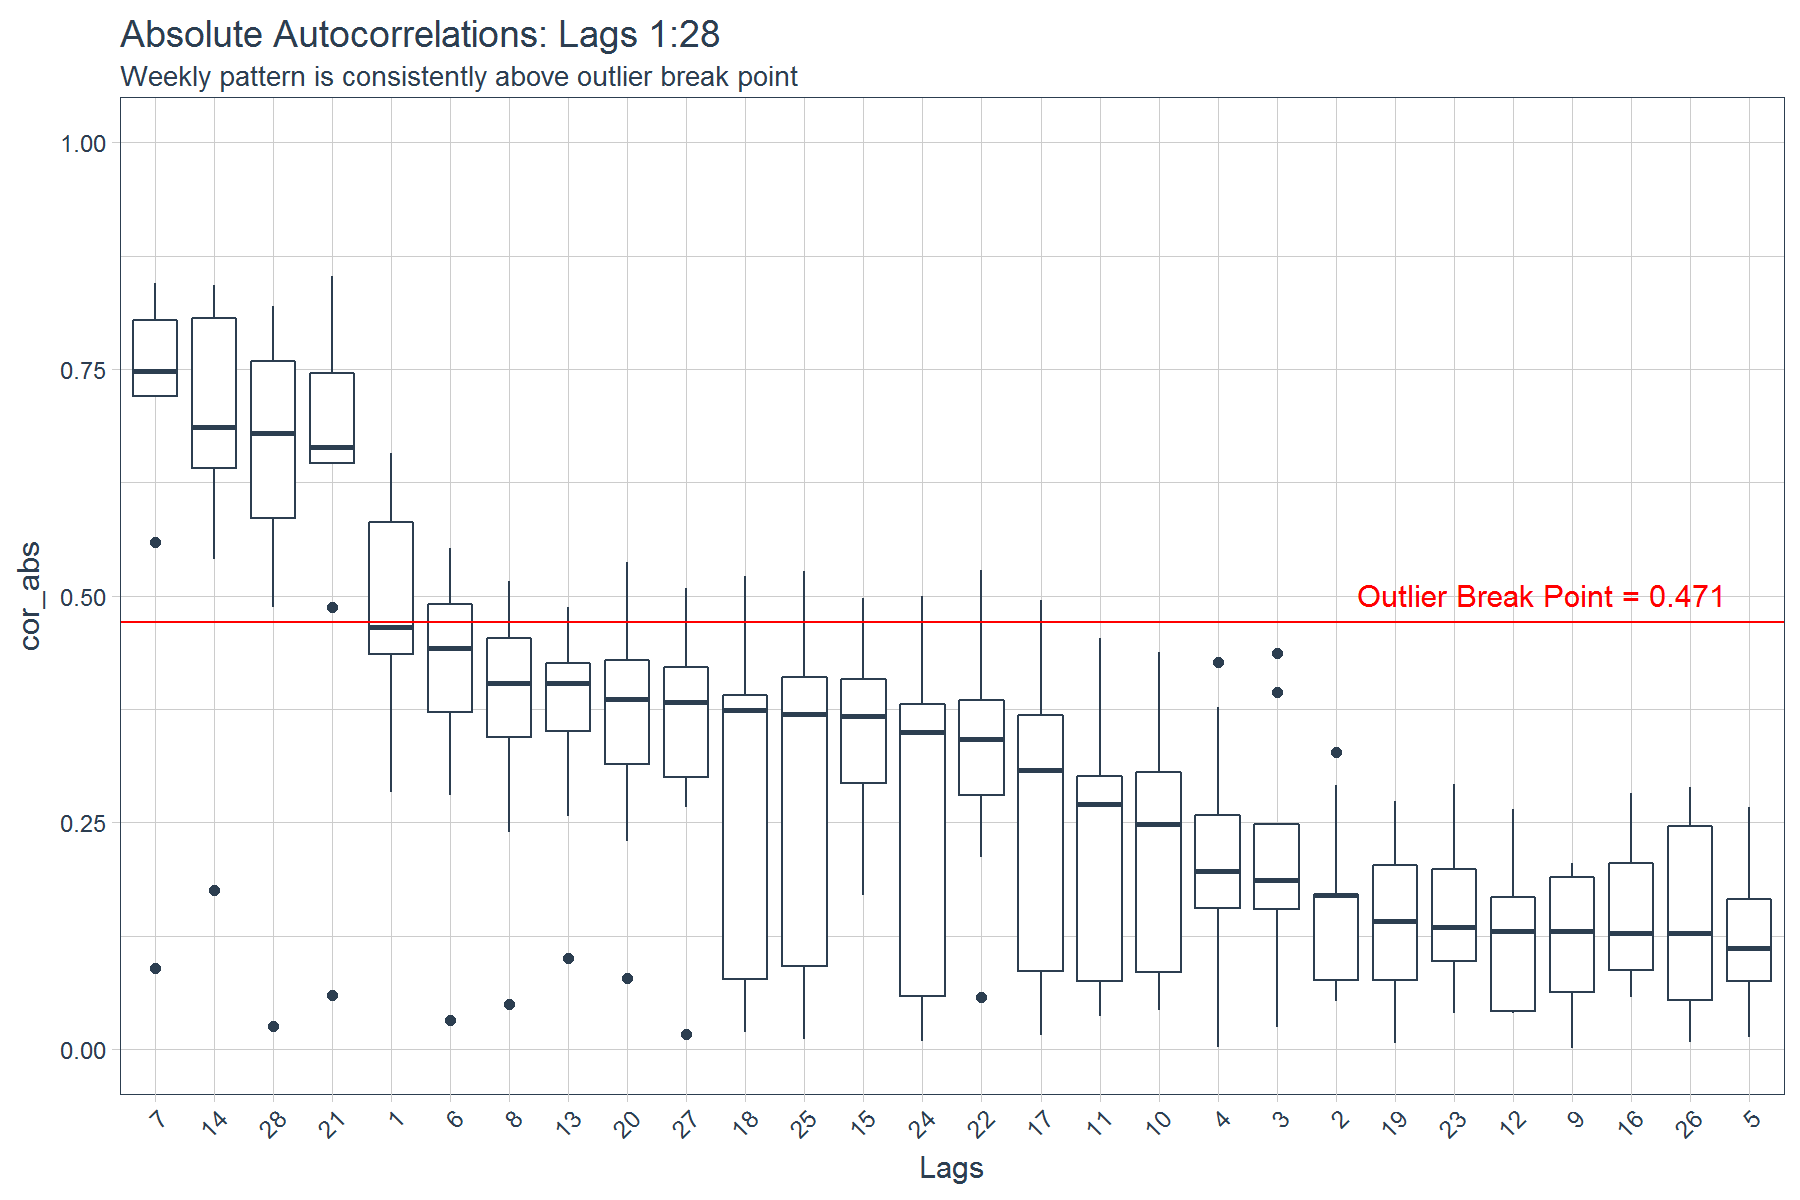 Absolute Autocorrelations: Lags 1:28
Weekly pattern is consistently above outlier break point
1.00
0.75
0.50
0.25
0.00
cor_abs
Outlier Break Point = 0.471
7 14 28 21 1 6 8 13 20 27 18 25 15 24 22 17 11 10 4 3 2 19 23 12 9 16 26 5
Lags